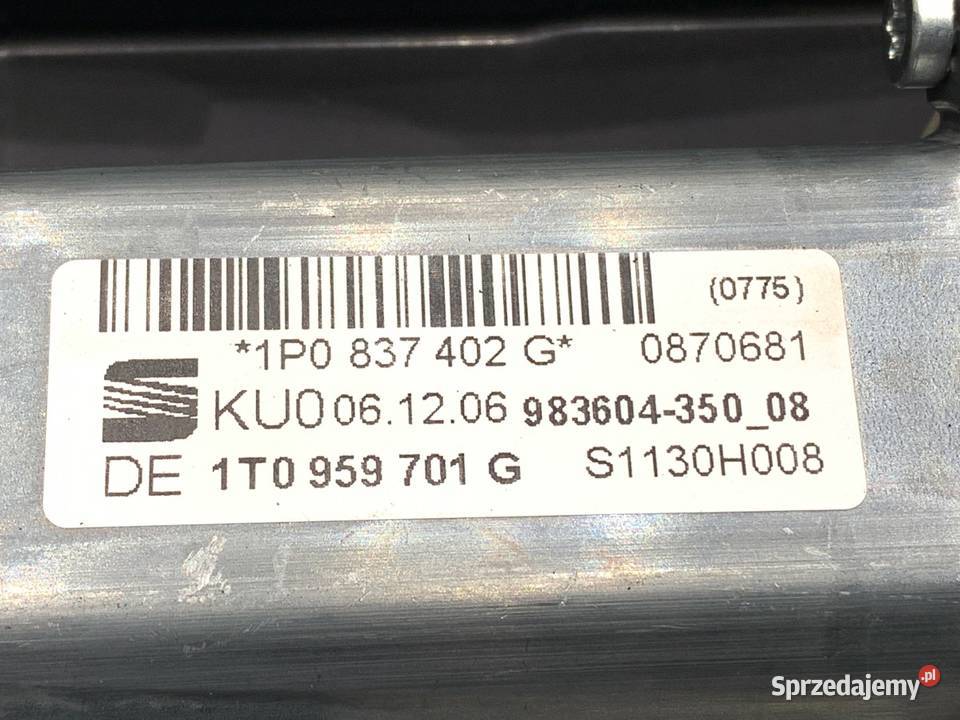 (0775)
*1P0 837 402 G* 0870681
KU0 06.12.06 983604-350_08
DE 1T0 959 701 G S1130H008
Sprzedajemy.pl